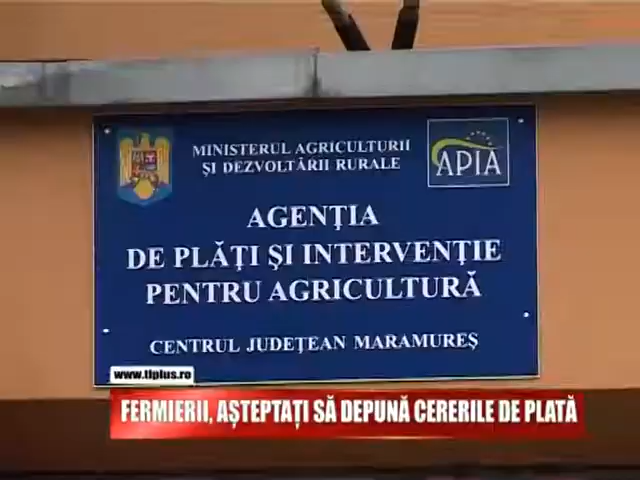 MINISTERUL AGRICULTURII
ŞI DEZVOLTĂRII RURALE
APIA
AGENŢIA
DE PLĂŢI ŞI INTERVENŢIE
PENTRU AGRICULTURĂ
CENTRUL JUDEŢEAN MARAMUREŞ
www.tlplus.ro
FERMIERII, AŞTEPTAŢI SĂ DEPUNĂ CERERILE DE PLATĂ